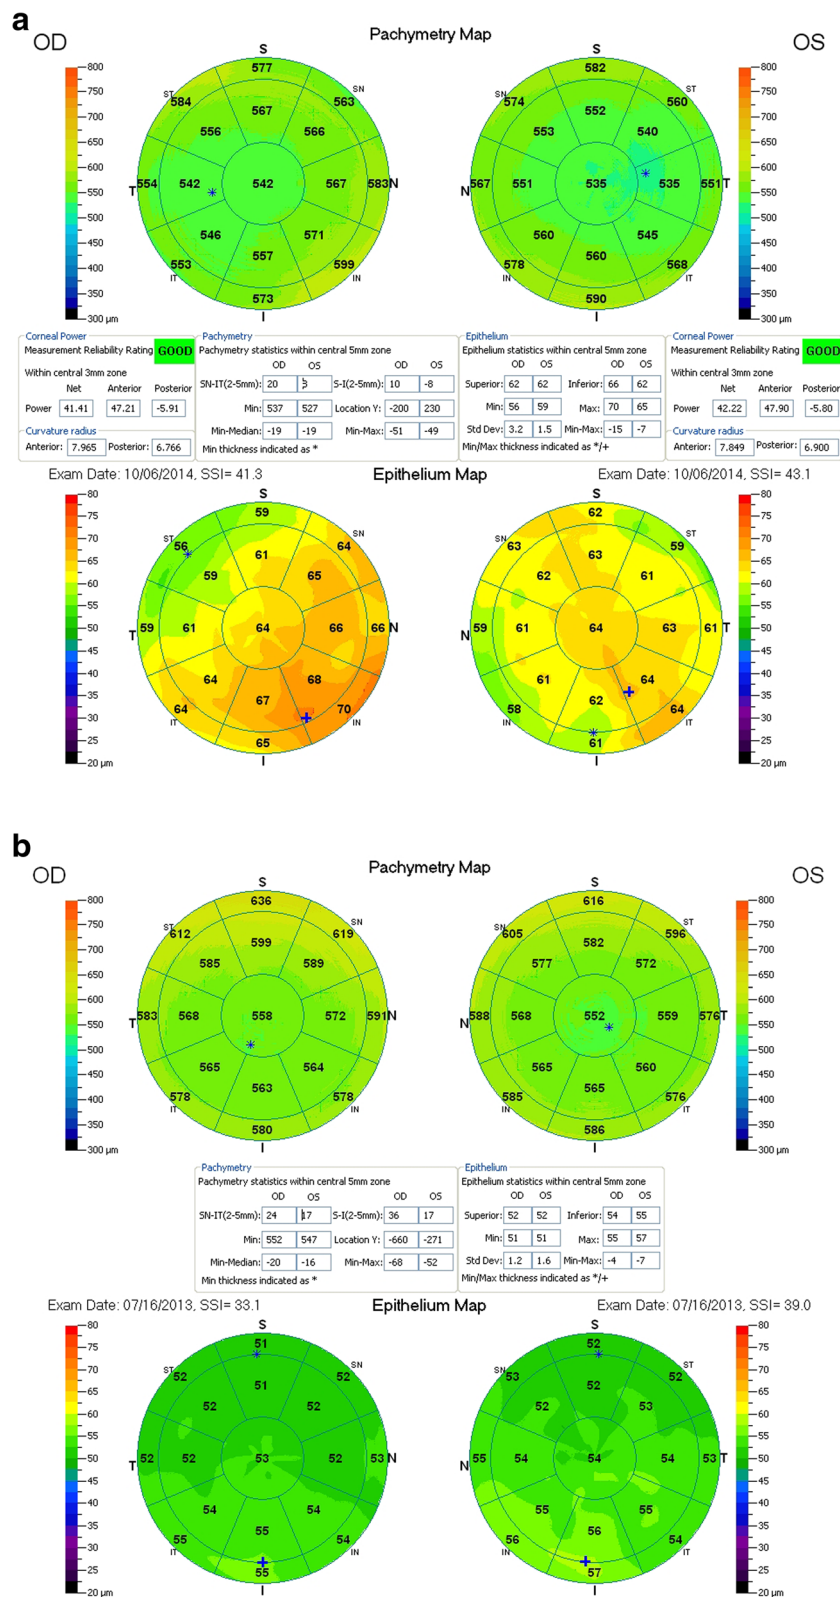 a
OD
Pachymetry Map
OS
S
S
800
577
582
800
750
ST
584
SN
563
SN
574
ST
560
750
700
567
552
700
650
556
566
553
540
650
600
600
550
T
554
542
542
567
583
N
N
567
551
535
535
551
T
550
500
500
450
546
571
560
545
450
400
557
560
400
350
553
IT
599
IN
578
IN
568
IT
350
300 µm
573
590
300 µm
I
I
Corneal Power
Measurement Reliability Rating GOOD
Within central 3mm zone
Net Anterior Posterior
Power 41.41 47.21 -5.91
Curvature radius
Anterior: 7.965 Posterior: 6.766
Pachymetry
Pachymetry statistics within central 5mm zone
OD OS OD OS
SN-IT(2-5mm): 20 3 S-I(2-5mm): 10 -8
Min: 537 527 Location Y: -200 230
Min-Median: -19 -19 Min-Max: -51 -49
Min thickness indicated as *
Epithelium
Epithelium statistics within central 5mm zone
OD OS OD OS
Superior: 62 62 Inferior: 66 62
Min: 56 59 Max: 70 65
Std Dev: 3.2 1.5 Min-Max: -15 -7
Min/Max thickness indicated as */+
Corneal Power
Measurement Reliability Rating GOOD
Within central 3mm zone
Net Anterior Posterior
Power 42.22 47.90 -5.80
Curvature radius
Anterior: 7.849 Posterior: 6.900
Exam Date: 10/06/2014, SSI= 41.3
Epithelium Map
Exam Date: 10/06/2014, SSI= 43.1
S
S
80
59
62
80
75
ST
56
SN
64
SN
63
ST
59
75
70
61
63
70
65
59
65
62
61
65
60
60
55
55
50
T
59
61
64
66
66
N
N
59
61
64
63
61
T
50
45
45
40
64
68
61
64
40
35
67
62
35
30
64
IT
70
IN
58
IN
64
IT
30
25
65
61
25
20 µm
I
I
20 µm
b
OD
Pachymetry Map
OS
S
S
800
636
616
800
750
ST
612
SN
619
SN
605
ST
596
750
700
599
582
700
650
585
589
577
572
650
600
600
550
T
583
568
558
572
591
N
N
588
568
552
559
576
T
550
500
500
450
565
564
565
560
450
400
563
565
400
350
578
IT
578
IN
585
IN
576
IT
350
300 µm
580
586
300 µm
I
I
Pachymetry
Pachymetry statistics within central 5mm zone
OD OS OD OS
SN-IT(2-5mm): 24 17 S-I(2-5mm): 36 17
Min: 552 547 Location Y: -660 -271
Min-Median: -20 -16 Min-Max: -68 -52
Min thickness indicated as *
Epithelium
Epithelium statistics within central 5mm zone
OD OS OD OS
Superior: 52 52 Inferior: 54 55
Min: 51 51 Max: 55 57
Std Dev: 1.2 1.6 Min-Max: -4 -7
Min/Max thickness indicated as */+
Exam Date: 07/16/2013, SSI= 33.1
Epithelium Map
Exam Date: 07/16/2013, SSI= 39.0
S
S
80
51
52
80
75
ST
52
SN
52
SN
53
ST
52
75
70
51
52
70
65
52
52
52
53
65
60
60
55
55
50
T
52
52
53
52
53
N
N
55
54
54
54
53
T
50
45
45
40
54
54
55
55
40
35
55
56
35
30
55
IT
54
IN
56
IN
54
IT
30
25
55
57
25
20 µm
I
I
20 µm